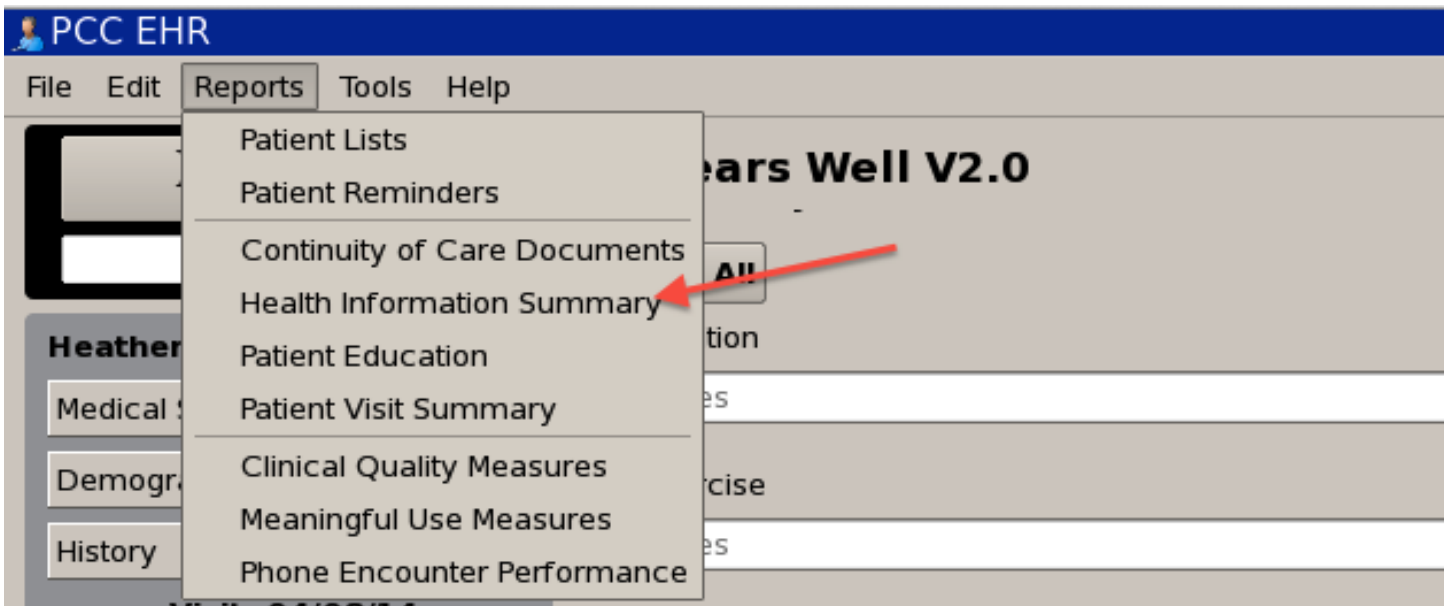 PCC EHR
File Edit Reports Tools Help
Patient Lists
Patient Reminders
Continuity of Care Documents
Health Information Summary
Patient Education
Patient Visit Summary
Clinical Quality Measures
Meaningful Use Measures
Phone Encounter Performance
ears Well V2.0
-
All
tion
es
rcise
es
Heather
Medical
Demogra
History